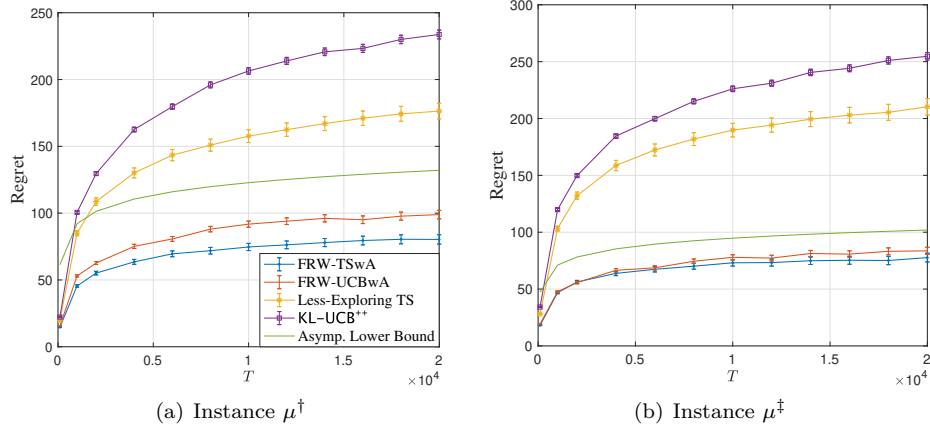 250
200
150
100
50
0
Regret
FRW-TSwA
FRW-UCBwA
Less-Exploring TS
KL-UCB++
Asymp. Lower Bound
0 0.5 1 1.5 2
T
×10^4
(a) Instance μ†
300
250
200
150
100
50
0
Regret
0 0.5 1 1.5 2
T
×10^4
(b) Instance μ‡